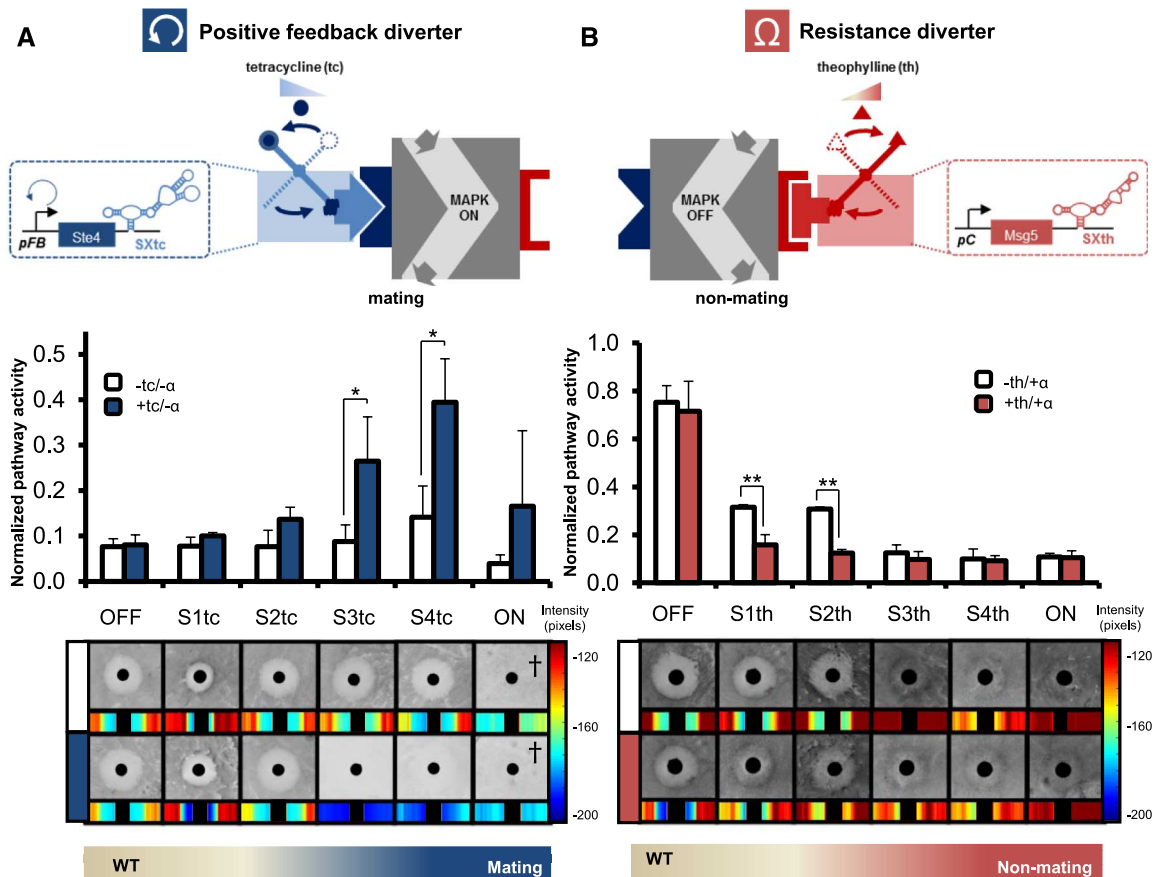 A
Positive feedback diverter
tetracycline (tc)
MAPK
ON
pFB
Ste4
SXtc
mating
Normalized pathway activity
0.5
0.4
0.3
0.2
0.1
0.0
-tc/-α
+tc/-α
*
*
OFF
S1tc
S2tc
S3tc
S4tc
ON
Intensity
(pixels)
†
†
-120
-160
-200
WT
Mating
B
Ω
Resistance diverter
theophylline (th)
MAPK
OFF
pC
Msg5
SXth
non-mating
Normalized pathway activity
1.0
0.8
0.6
0.4
0.2
0.0
-th/+α
+th/+α
**
**
OFF
S1th
S2th
S3th
S4th
ON
Intensity
(pixels)
-120
-160
-200
WT
Non-mating